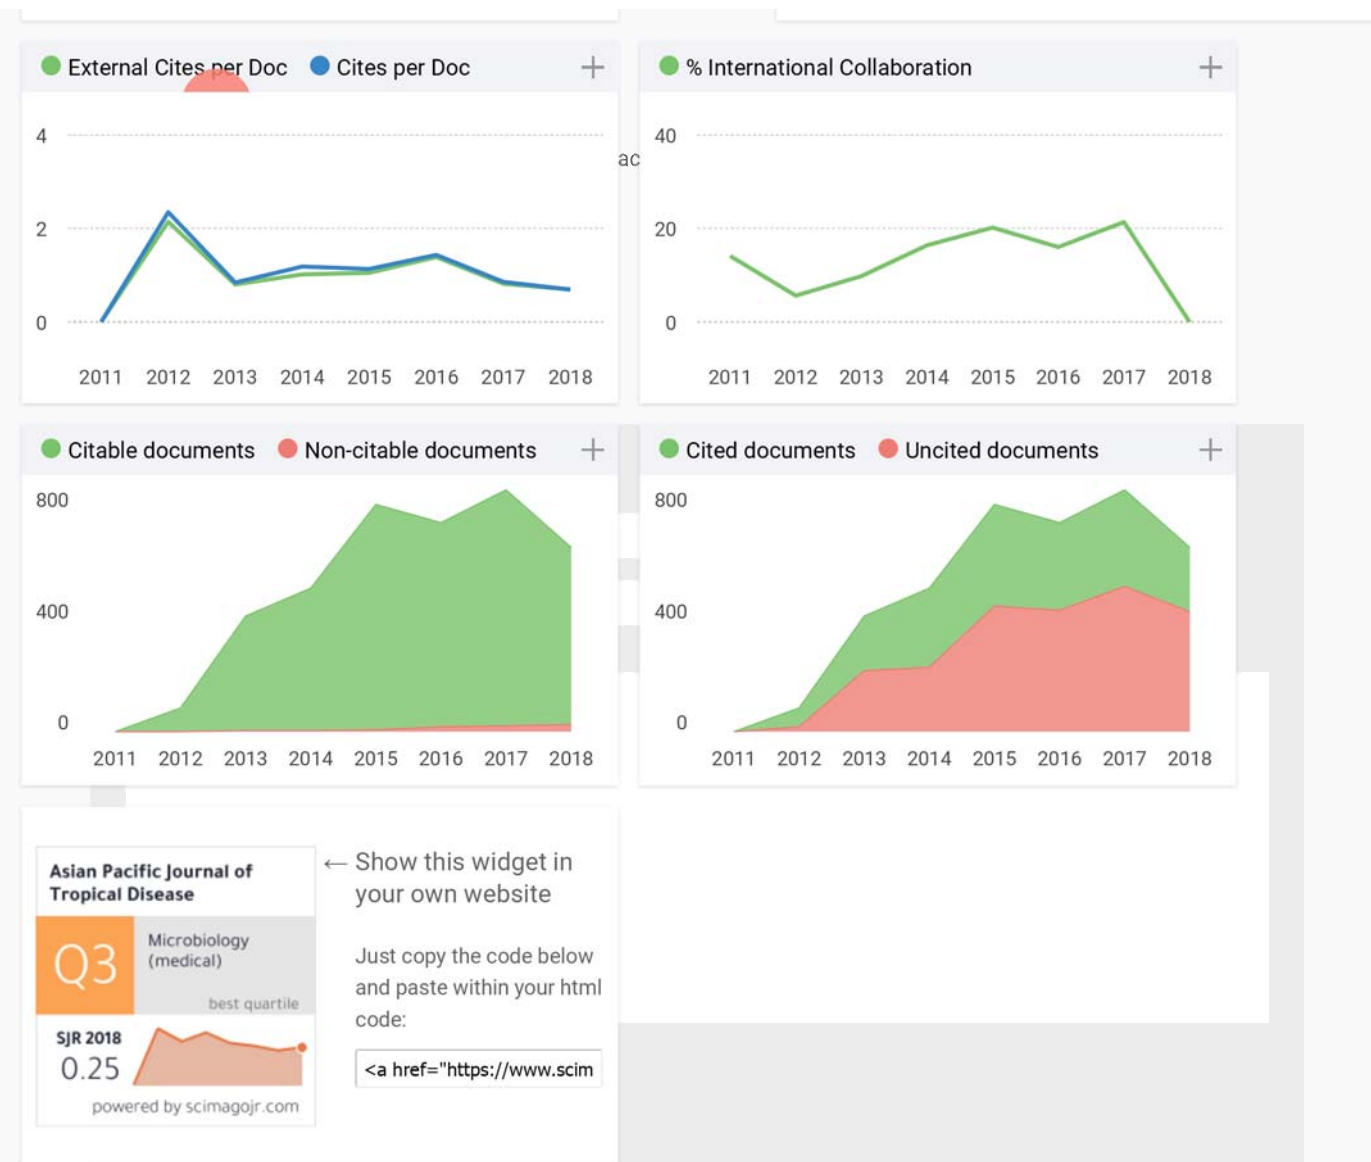 External Cites per Doc Cites per Doc
% International Collaboration
4
2
0
2011 2012 2013 2014 2015 2016 2017 2018
ac
40
20
0
2011 2012 2013 2014 2015 2016 2017 2018
Citable documents Non-citable documents
800
400
0
2011 2012 2013 2014 2015 2016 2017 2018
Cited documents Uncited documents
800
400
0
2011 2012 2013 2014 2015 2016 2017 2018
Asian Pacific Journal of
Tropical Disease
Q3
Microbiology
(medical)
best quartile
SJR 2018
0.25
powered by scimagojr.com
← Show this widget in
your own website
Just copy the code below
and paste within your html
code:
<a href="https://www.scim